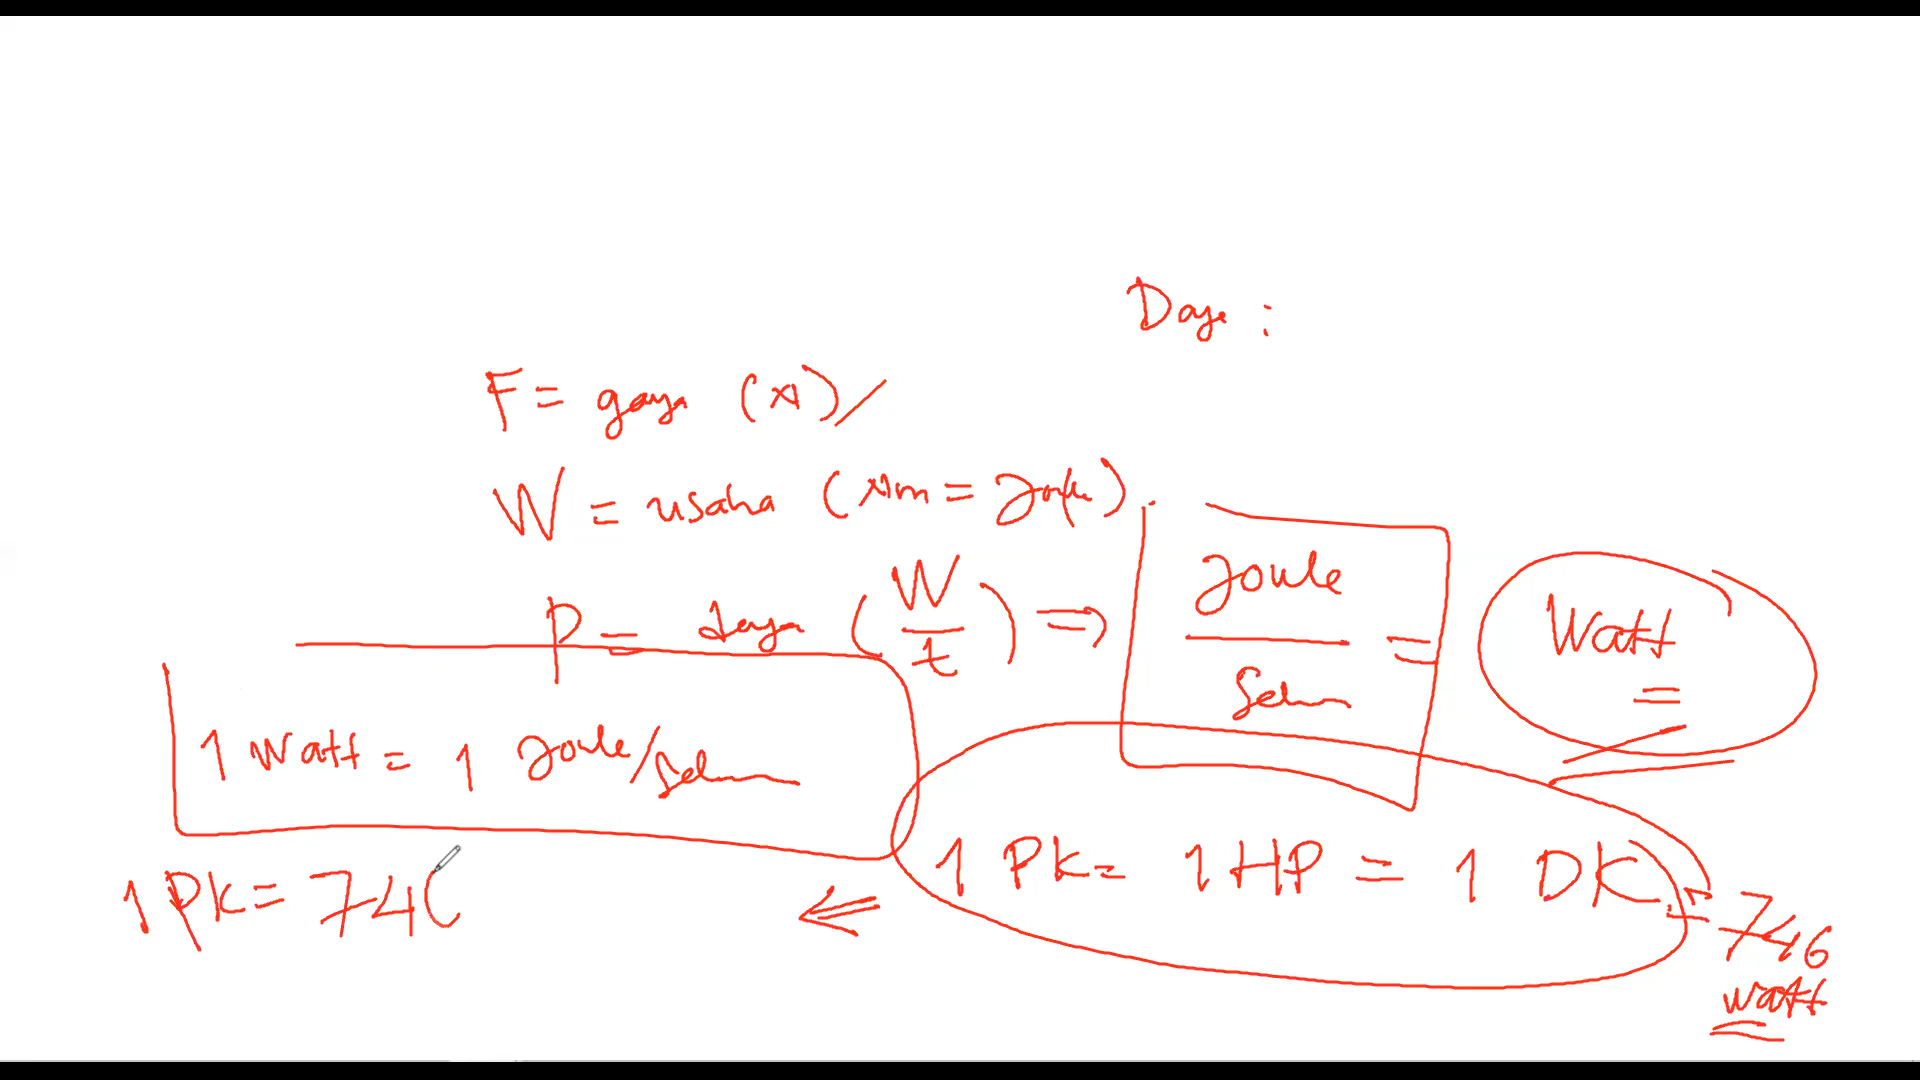 Daya :
F = gaya (N)
W = usaha (Nm = Joule).
P = daya (W/t) ⇒ Joule/Sekon = Watt
1 Watt = 1 Joule/Sekon
1 PK = 1 HP = 1 DK = 746 watt
1 PK = 74